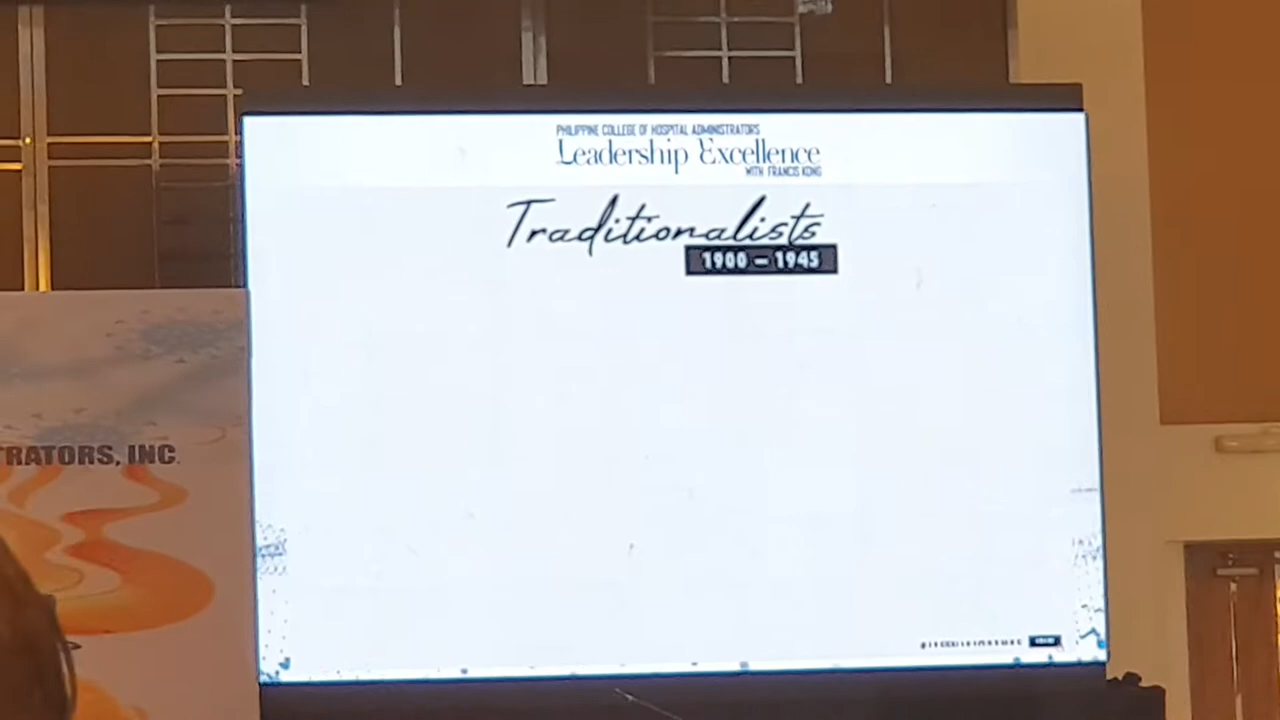 PHILIPPINE COLLEGE OF HOSPITAL ADMINISTRATORS
Leadership Excellence
WITH FRANCIS KONG
Traditionalists
1900 – 1945
TRATORS, INC.